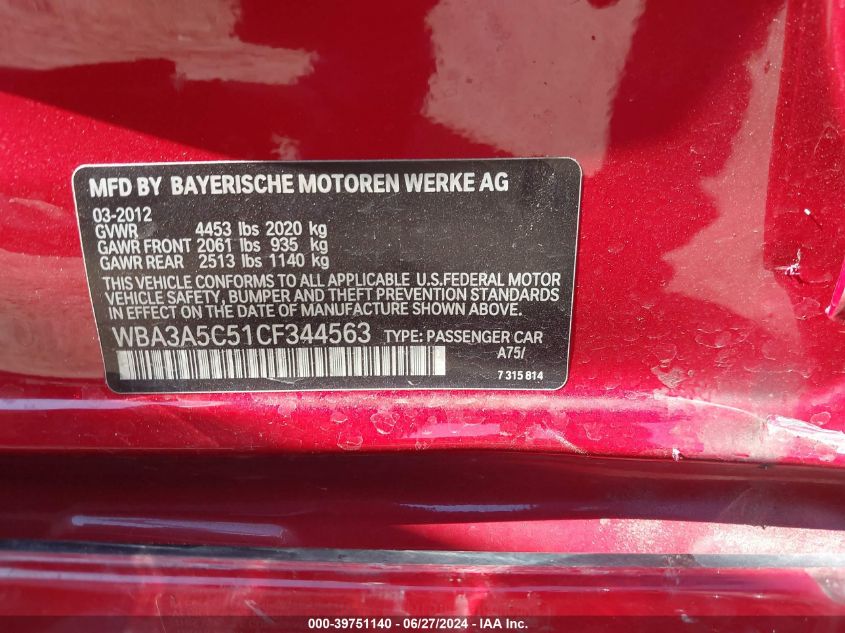 MFD BY BAYERISCHE MOTOREN WERKE AG
03-2012
GVWR 4453 lbs 2020 kg
GAWR FRONT 2061 lbs 935 kg
GAWR REAR 2513 lbs 1140 kg
THIS VEHICLE CONFORMS TO ALL APPLICABLE U.S.FEDERAL MOTOR
VEHICLE SAFETY, BUMPER AND THEFT PREVENTION STANDARDS
IN EFFECT ON THE DATE OF MANUFACTURE SHOWN ABOVE.
WBA3A5C51CF344563 TYPE: PASSENGER CAR
A75/
7 315 814
000-39751140 - 06/27/2024 - IAA Inc.